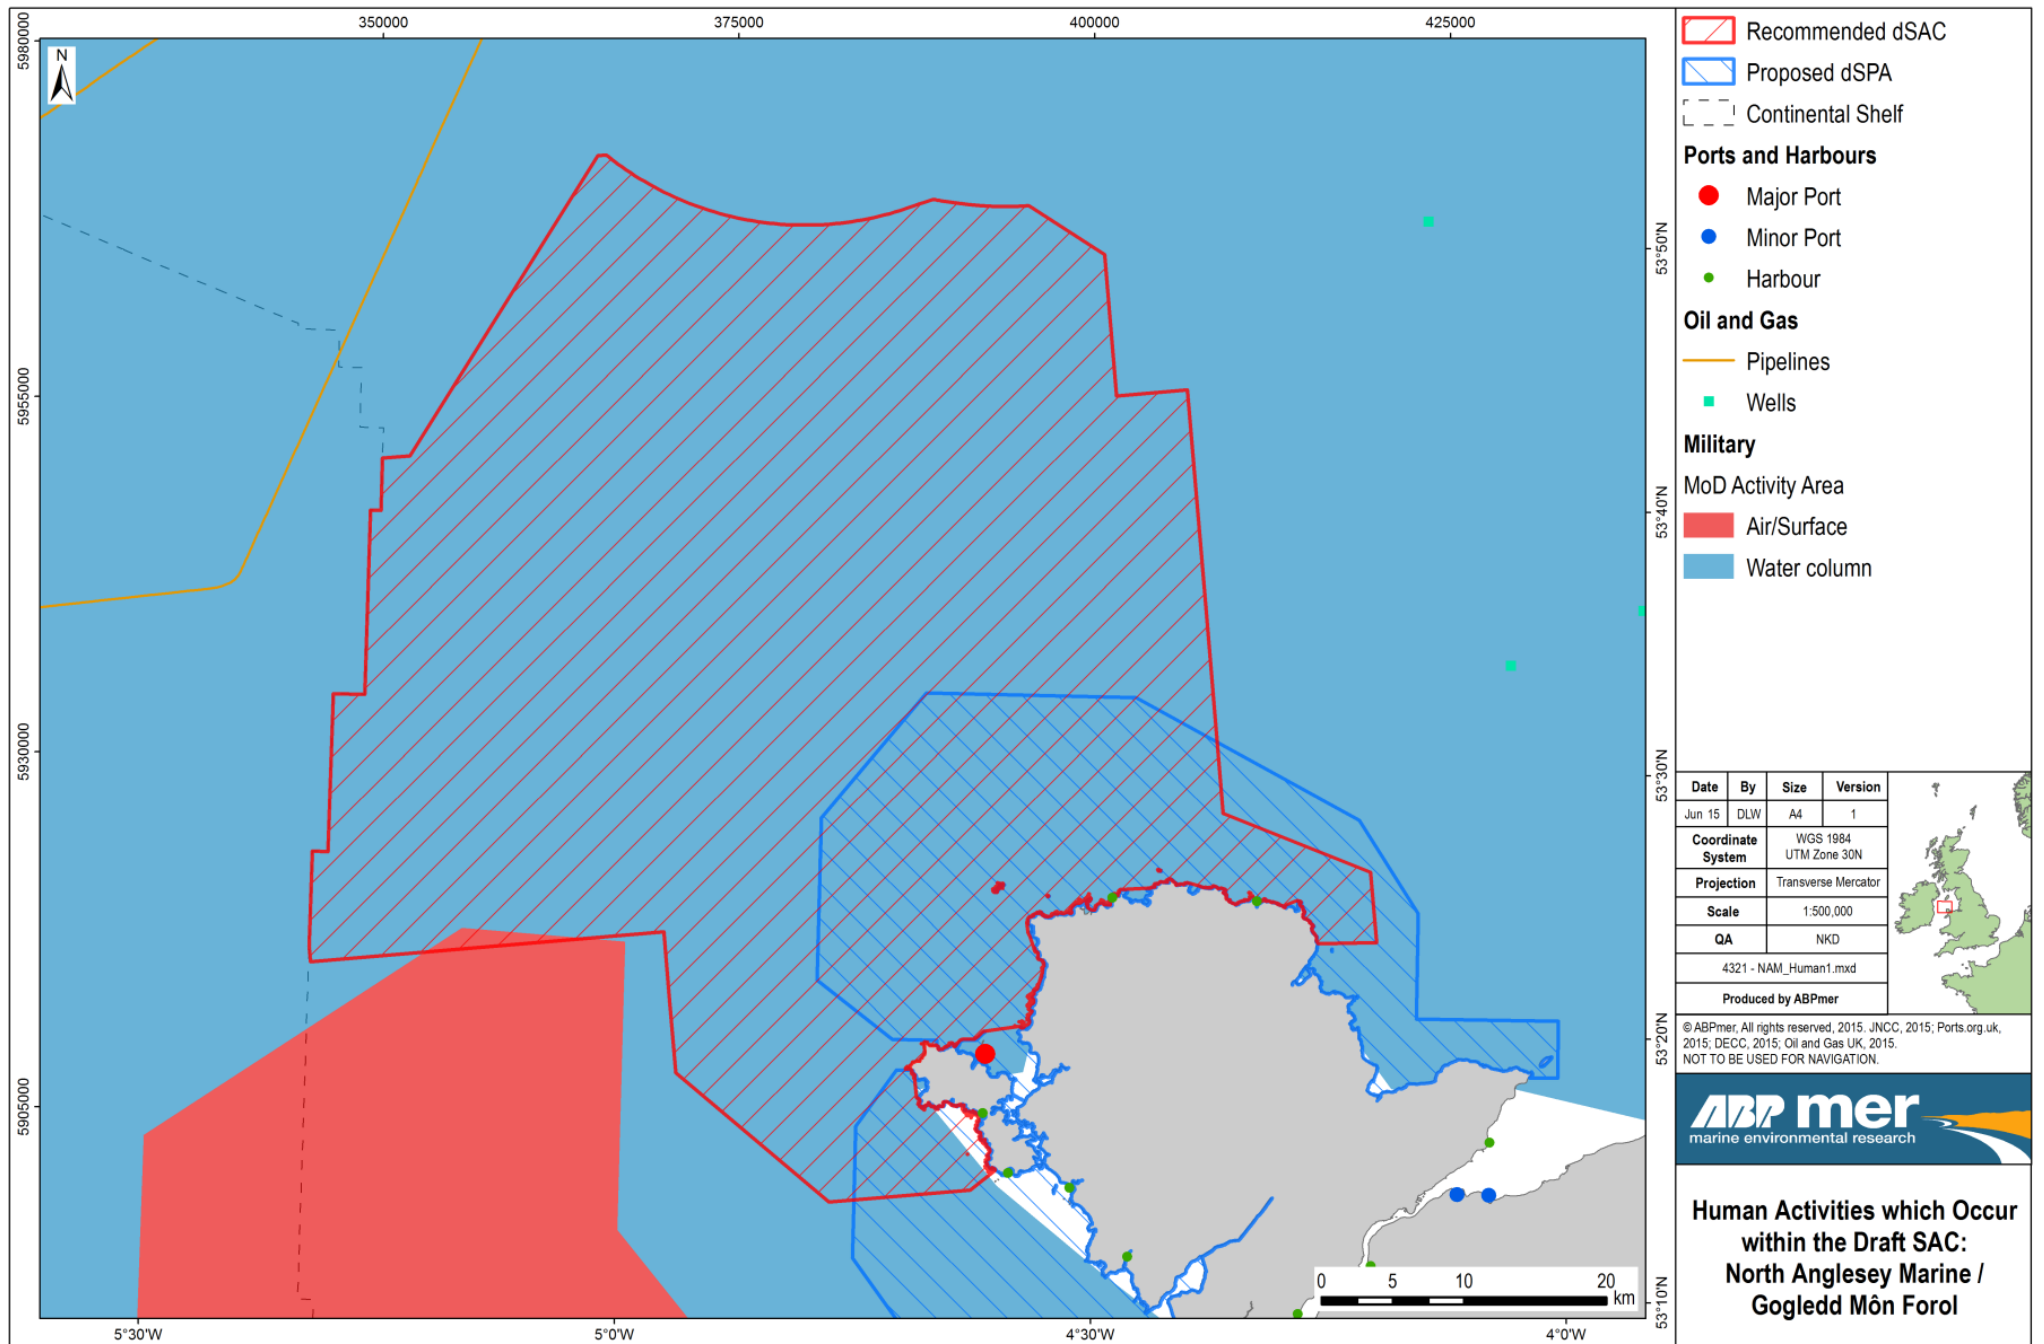 350000
375000
400000
425000
5980000
5955000
5930000
5905000
N
53°50'N
53°40'N
53°30'N
53°20'N
53°10'N
5°30'W
5°0'W
4°30'W
4°0'W
0 5 10 20
km
Recommended dSAC
Proposed dSPA
Continental Shelf
Ports and Harbours
Major Port
Minor Port
Harbour
Oil and Gas
Pipelines
Wells
Military
MoD Activity Area
Air/Surface
Water column
Date By Size Version
Jun 15 DLW A4 1
Coordinate System WGS 1984 UTM Zone 30N
Projection Transverse Mercator
Scale 1:500,000
QA NKD
4321 - NAM_Human1.mxd
Produced by ABPmer
© ABPmer, All rights reserved, 2015. JNCC, 2015; Ports.org.uk,
2015; DECC, 2015; Oil and Gas UK, 2015.
NOT TO BE USED FOR NAVIGATION.
ABP mer
marine environmental research
Human Activities which Occur
within the Draft SAC:
North Anglesey Marine /
Gogledd Môn Forol